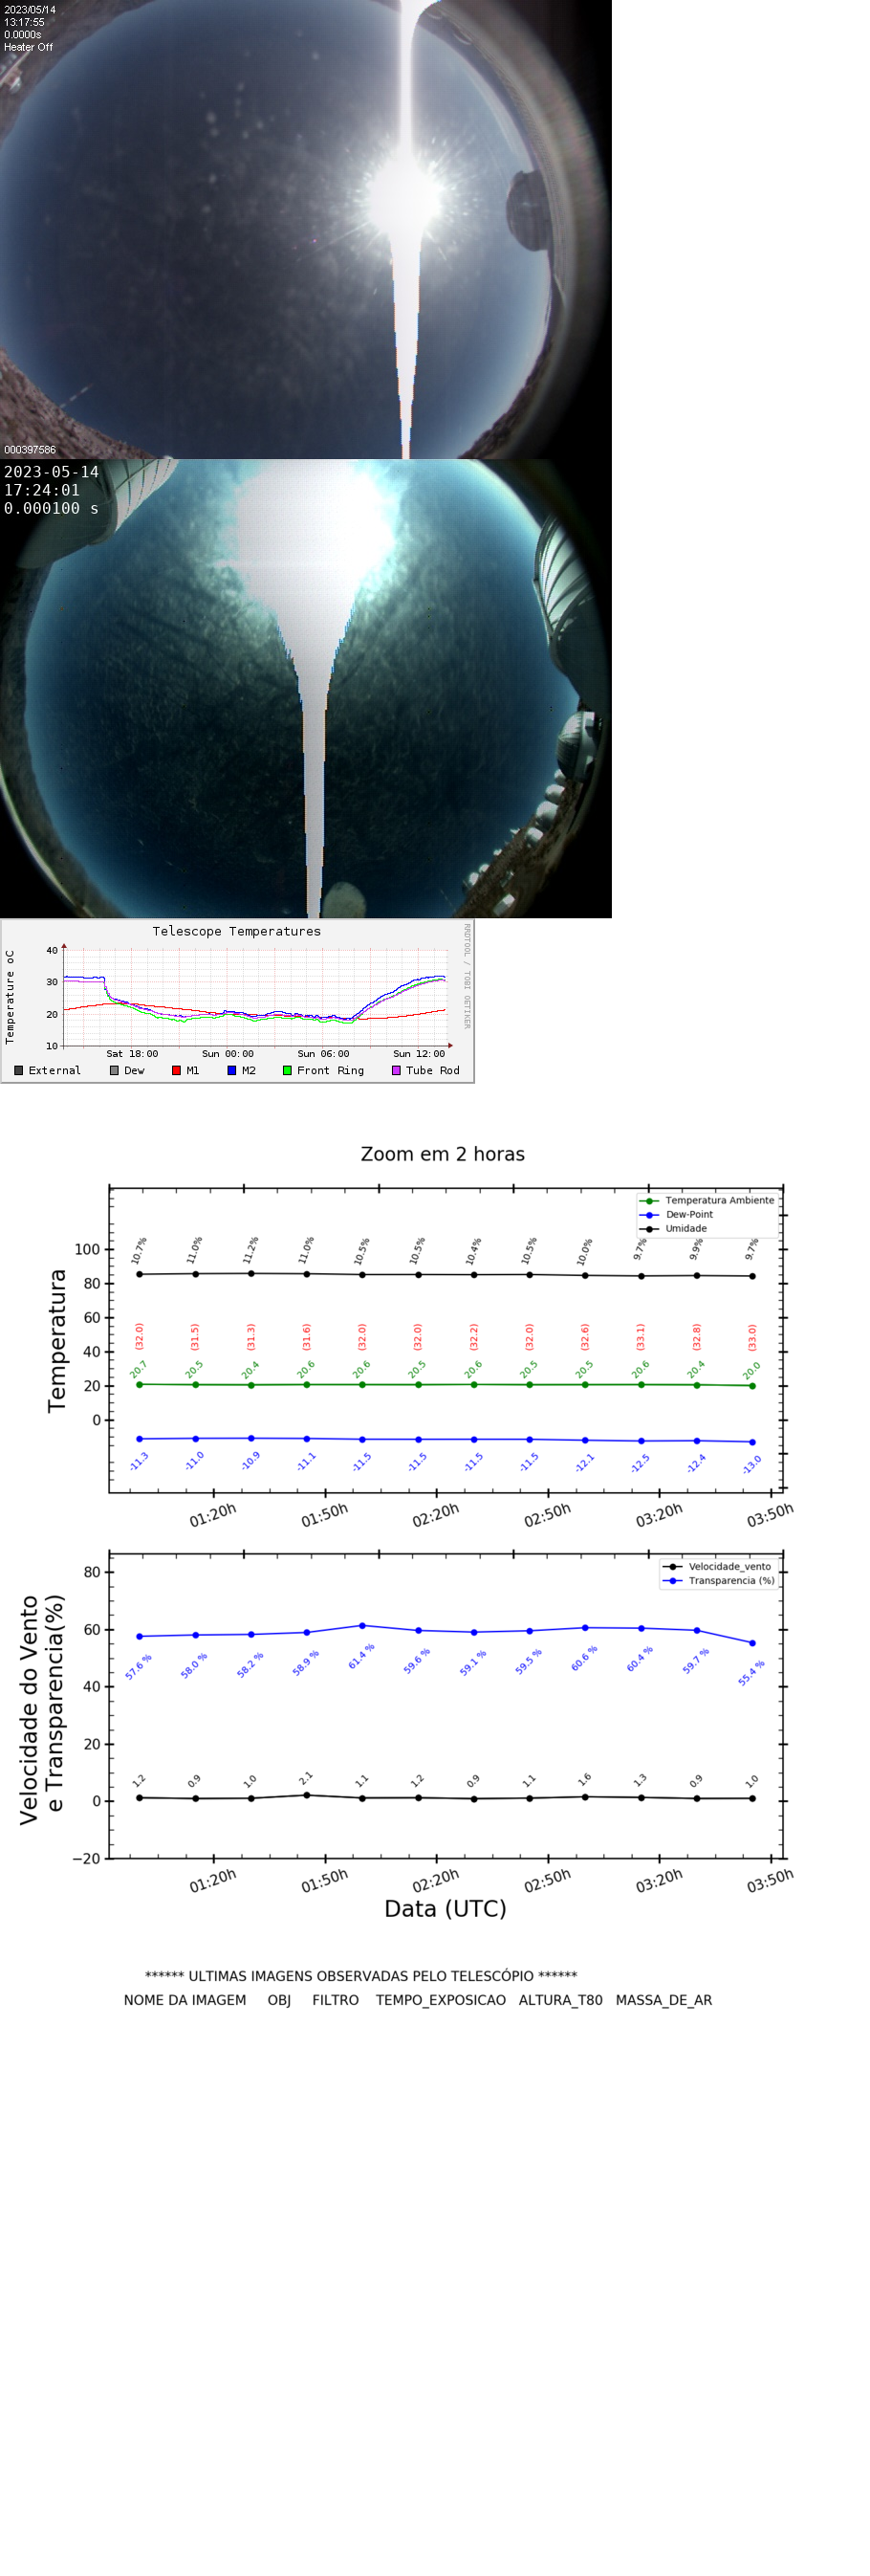 2023/05/14
13:17:55
0.0000s
Heater Off
000397586
2023-05-14
17:24:01
0.000100 s
Telescope Temperatures
RRDTOOL / TOBI OETIKER
Temperature oC
40
30
20
10
Sat 18:00 Sun 00:00 Sun 06:00 Sun 12:00
External Dew M1 M2 Front Ring Tube Rod
Zoom em 2 horas
Temperatura Ambiente
Dew-Point
Umidade
Temperatura
100
80
60
40
20
0
10.7% 11.0% 11.2% 11.0% 10.5% 10.5% 10.4% 10.5% 10.0% 9.7% 9.9% 9.7%
(32.0) (31.5) (31.3) (31.6) (32.0) (32.0) (32.2) (32.0) (32.6) (33.1) (32.8) (33.0)
20.7 20.5 20.4 20.6 20.6 20.5 20.6 20.5 20.5 20.6 20.4 20.0
-11.3 -11.0 -10.9 -11.1 -11.5 -11.5 -11.5 -11.5 -12.1 -12.5 -12.4 -13.0
01:20h 01:50h 02:20h 02:50h 03:20h 03:50h
Velocidade_vento
Transparencia (%)
Velocidade do Vento
e Transparencia(%)
80
60
40
20
0
−20
57.6 % 58.0 % 58.2 % 58.9 % 61.4 % 59.6 % 59.1 % 59.5 % 60.6 % 60.4 % 59.7 % 55.4 %
1.2 0.9 1.0 2.1 1.1 1.2 0.9 1.1 1.6 1.3 0.9 1.0
01:20h 01:50h 02:20h 02:50h 03:20h 03:50h
Data (UTC)
****** ULTIMAS IMAGENS OBSERVADAS PELO TELESCÓPIO ******
NOME DA IMAGEM OBJ FILTRO TEMPO_EXPOSICAO ALTURA_T80 MASSA_DE_AR